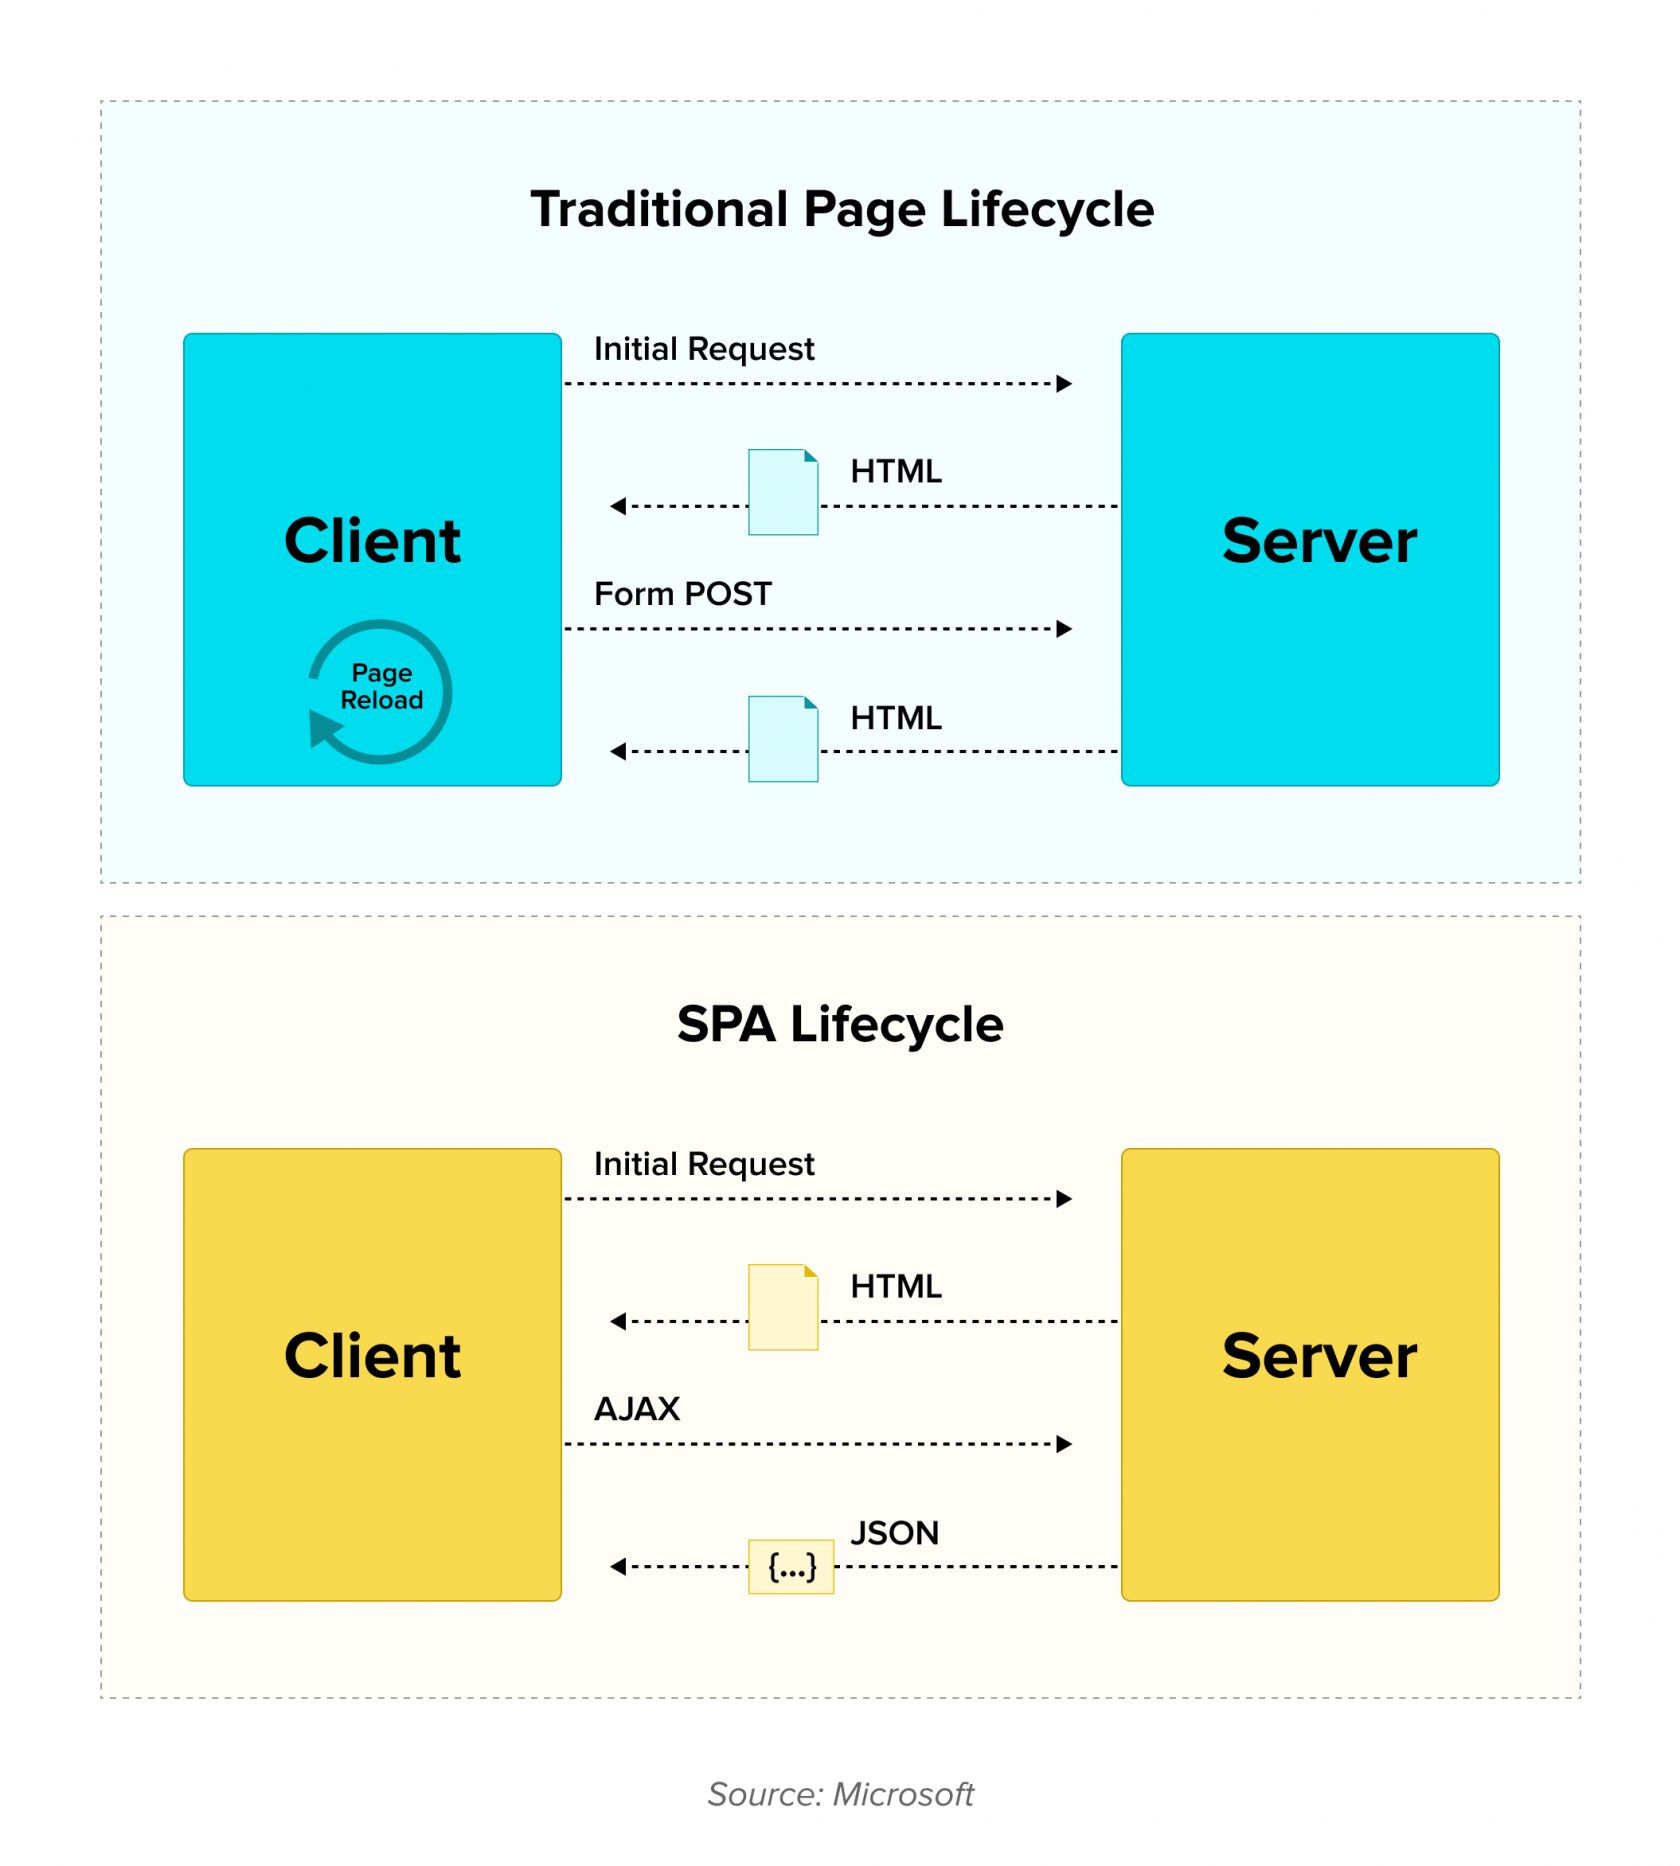 Traditional Page Lifecycle
Initial Request
HTML
Client
Server
Form POST
Page
Reload
HTML
SPA Lifecycle
Initial Request
HTML
Client
Server
AJAX
JSON
{...}
Source: Microsoft